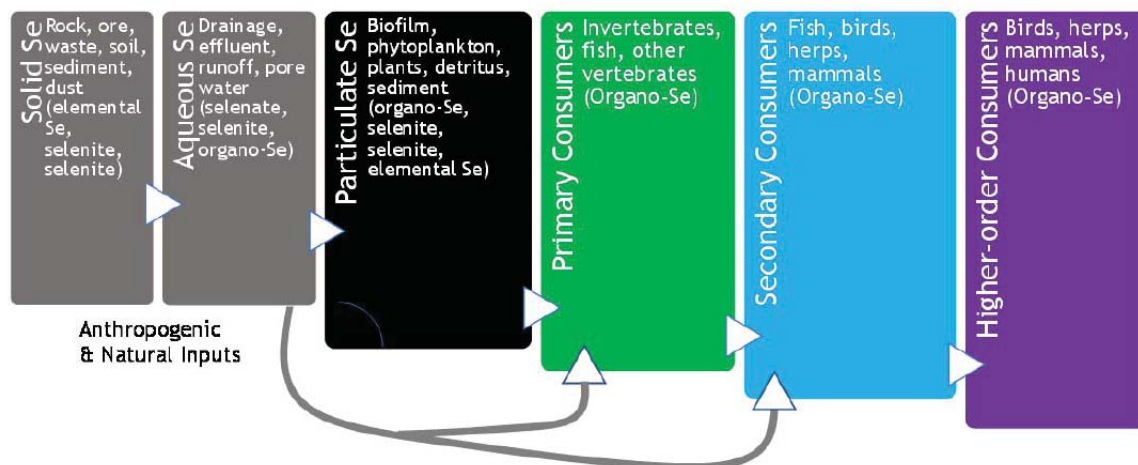 Solid Se
Rock, ore,
waste, soil,
sediment,
dust
(elemental
Se,
selenite,
selenite)
Aqueous Se
Drainage,
effluent,
runoff, pore
water
(selenate,
selenite,
organo-Se)
Particulate Se
Biofilm,
phytoplankton,
plants, detritus,
sediment
(organo-Se,
selenite,
selenite,
elemental Se)
Primary Consumers
Invertebrates,
fish, other
vertebrates
(Organo-Se)
Secondary Consumers
Fish, birds,
herps,
mammals
(Organo-Se)
Higher-order Consumers
Birds, herps,
mammals,
humans
(Organo-Se)
Anthropogenic
& Natural Inputs